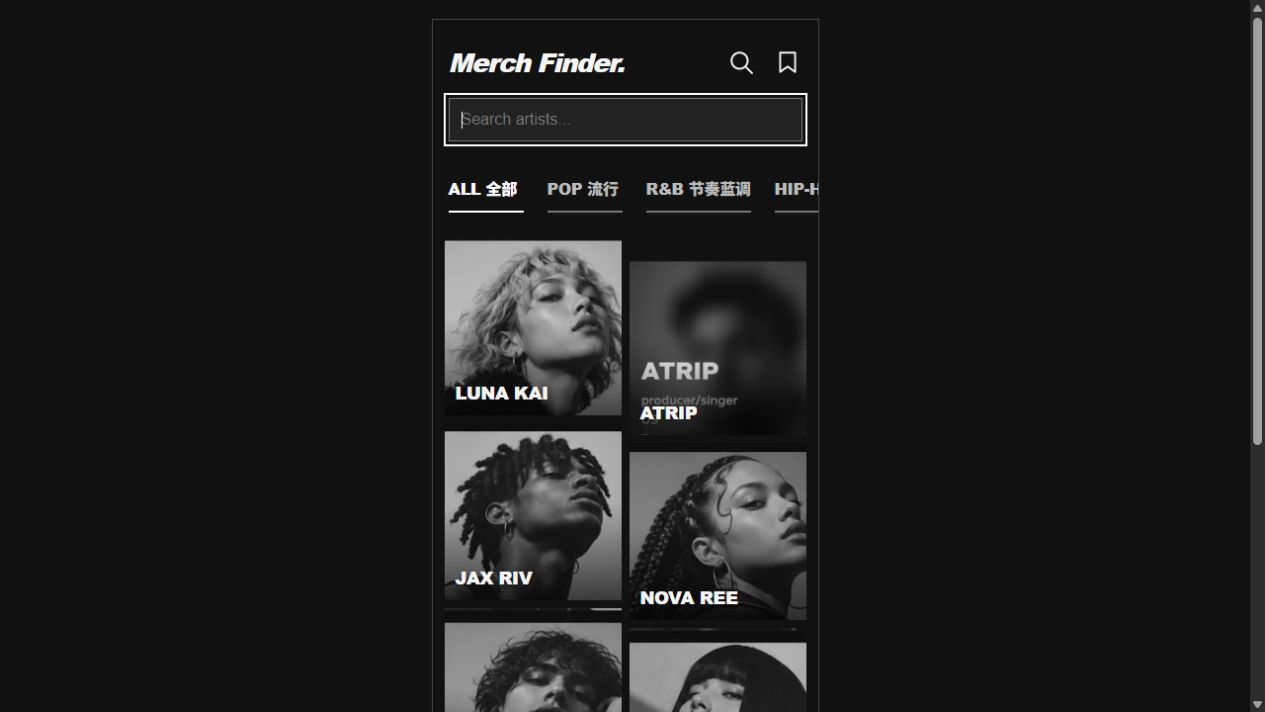 Merch Finder.
Search artists...
ALL 全部
POP 流行
R&B 节奏蓝调
HIP-H
LUNA KAI
ATRIP
producer/singer
ATRIP
JAX RIV
NOVA REE